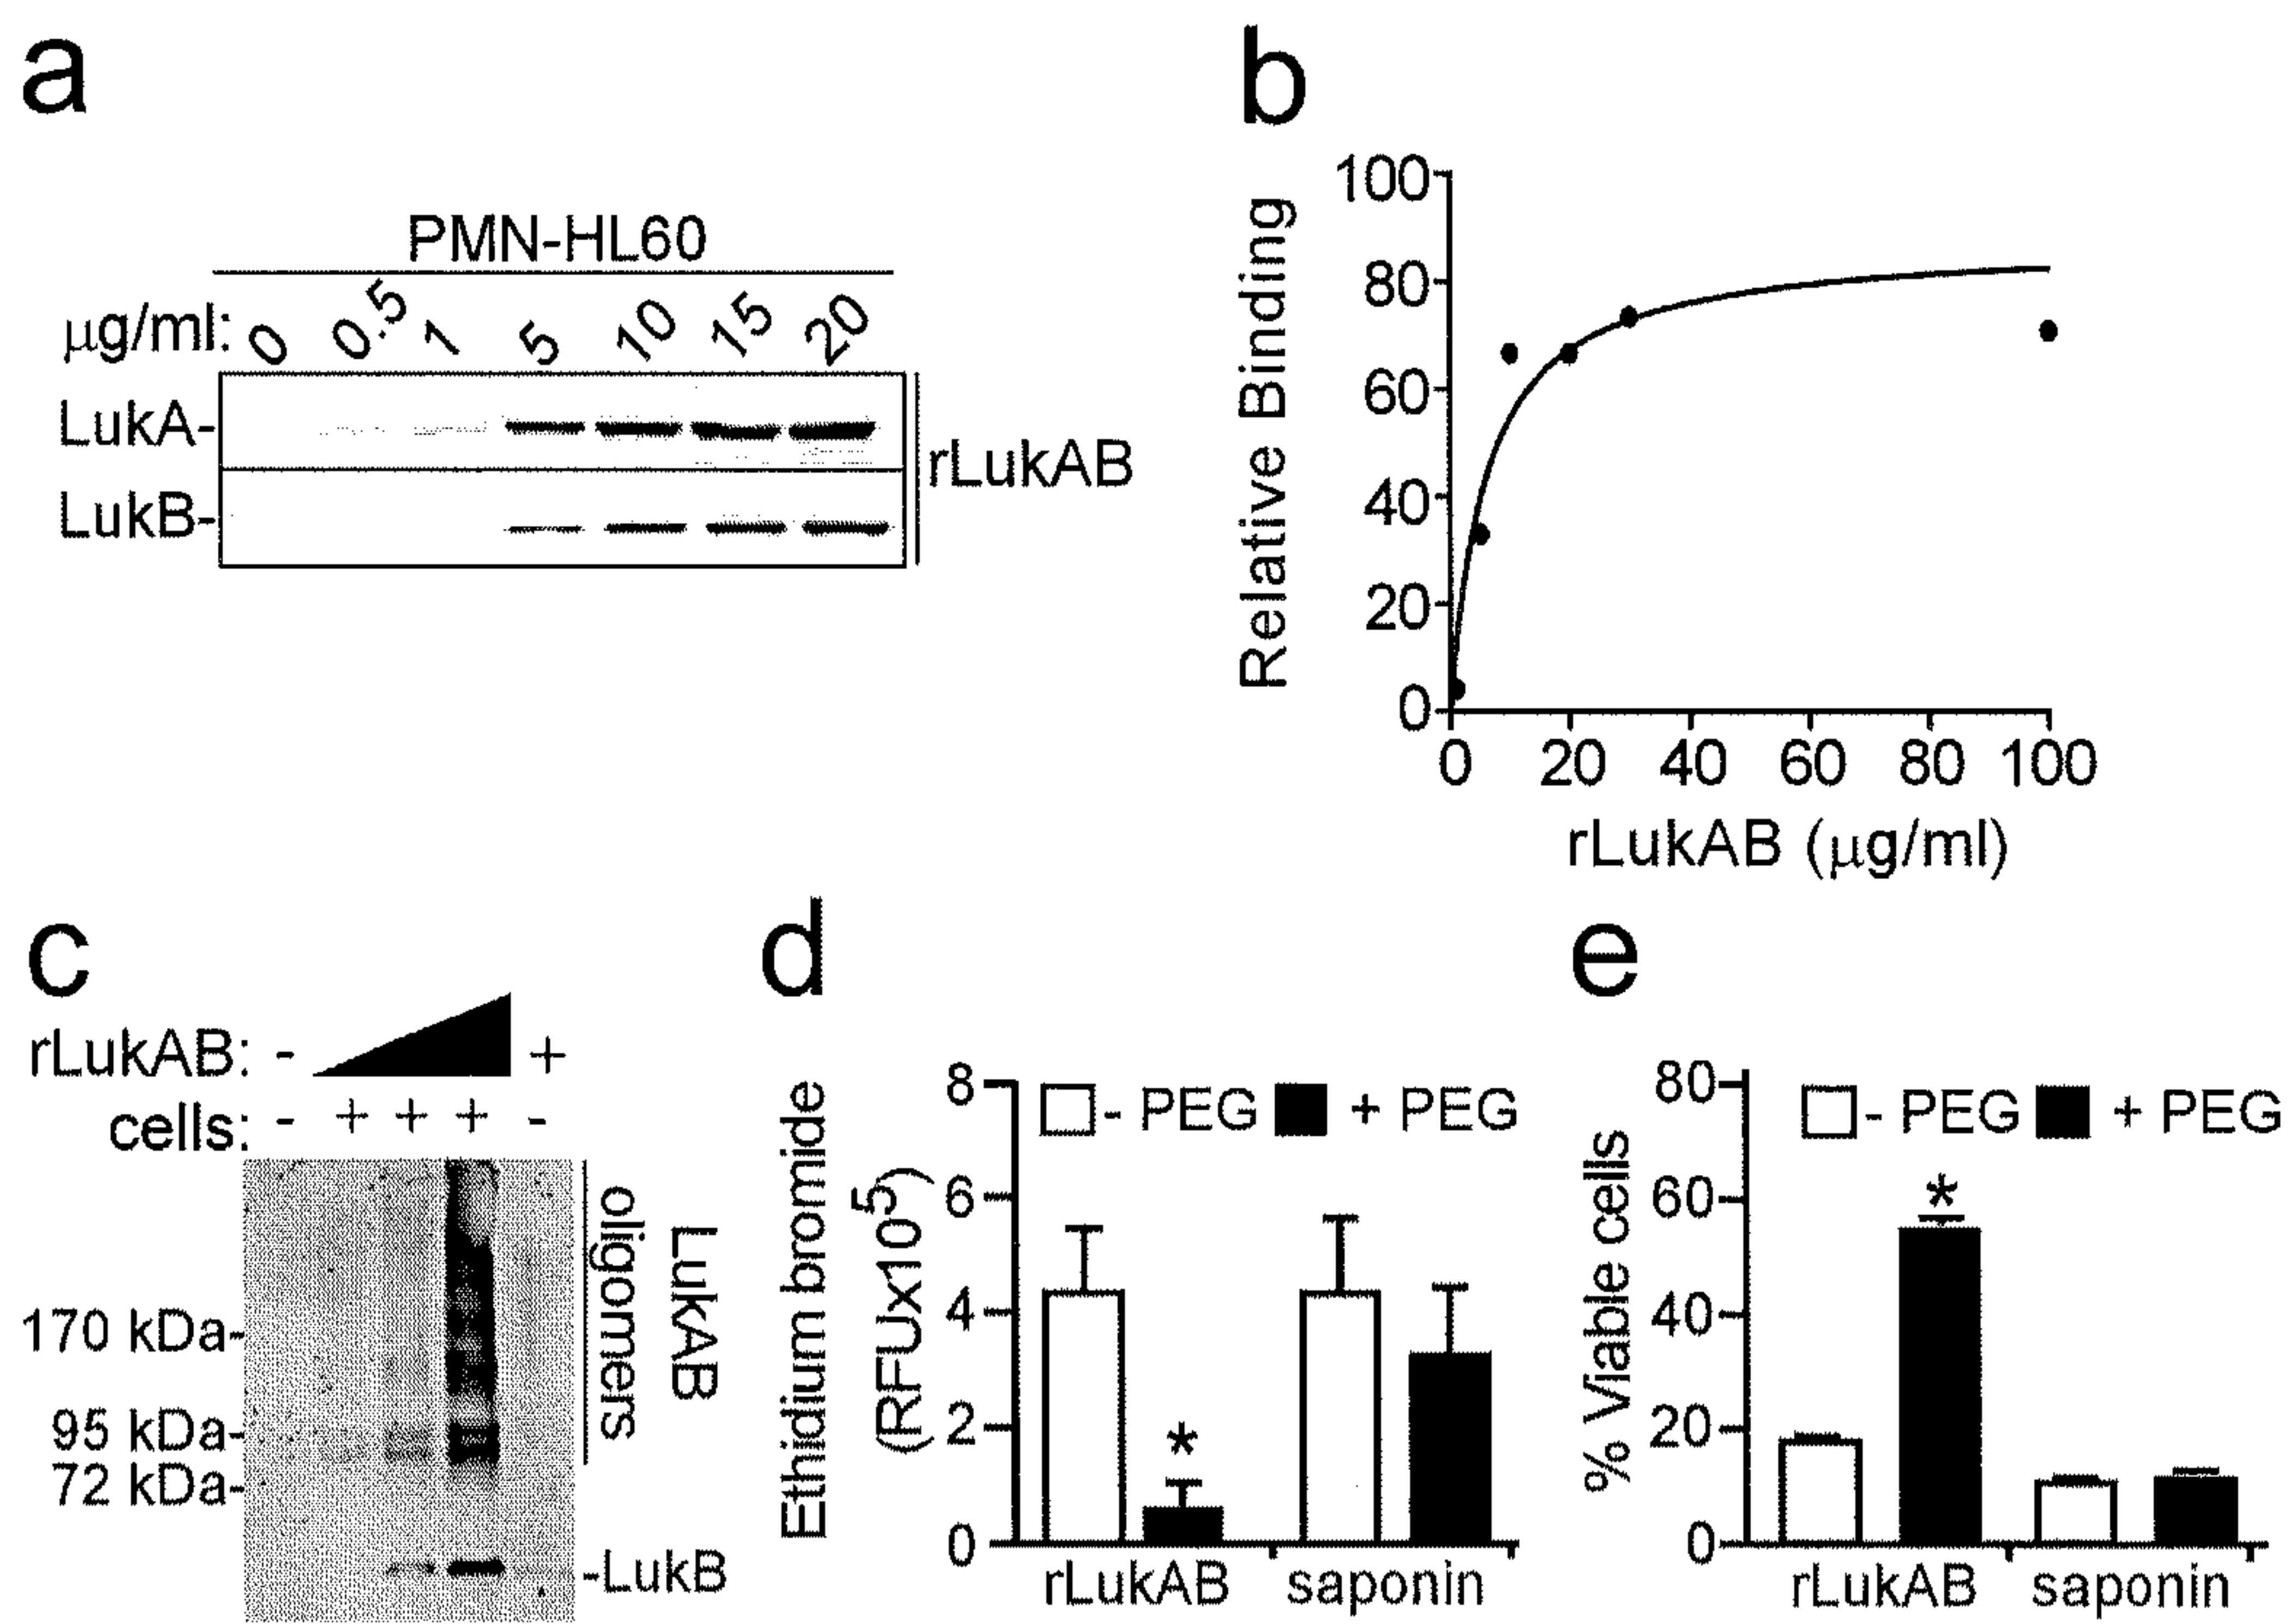 a
PMN-HL60
μg/ml: 0 0.5 1 5 10 15 20
LukA-
LukB-
rLukAB
b
Relative Binding
100
80
60
40
20
0
0 20 40 60 80 100
rLukAB (μg/ml)
c
rLukAB: - +
cells: - + + + -
170 kDa-
95 kDa-
72 kDa-
LukAB
oligomers
-LukB
d
Ethidium bromide
(RFUx10⁵)
8
6
4
2
0
- PEG + PEG
*
rLukAB saponin
e
% Viable cells
80
60
40
20
0
- PEG + PEG
*
rLukAB saponin